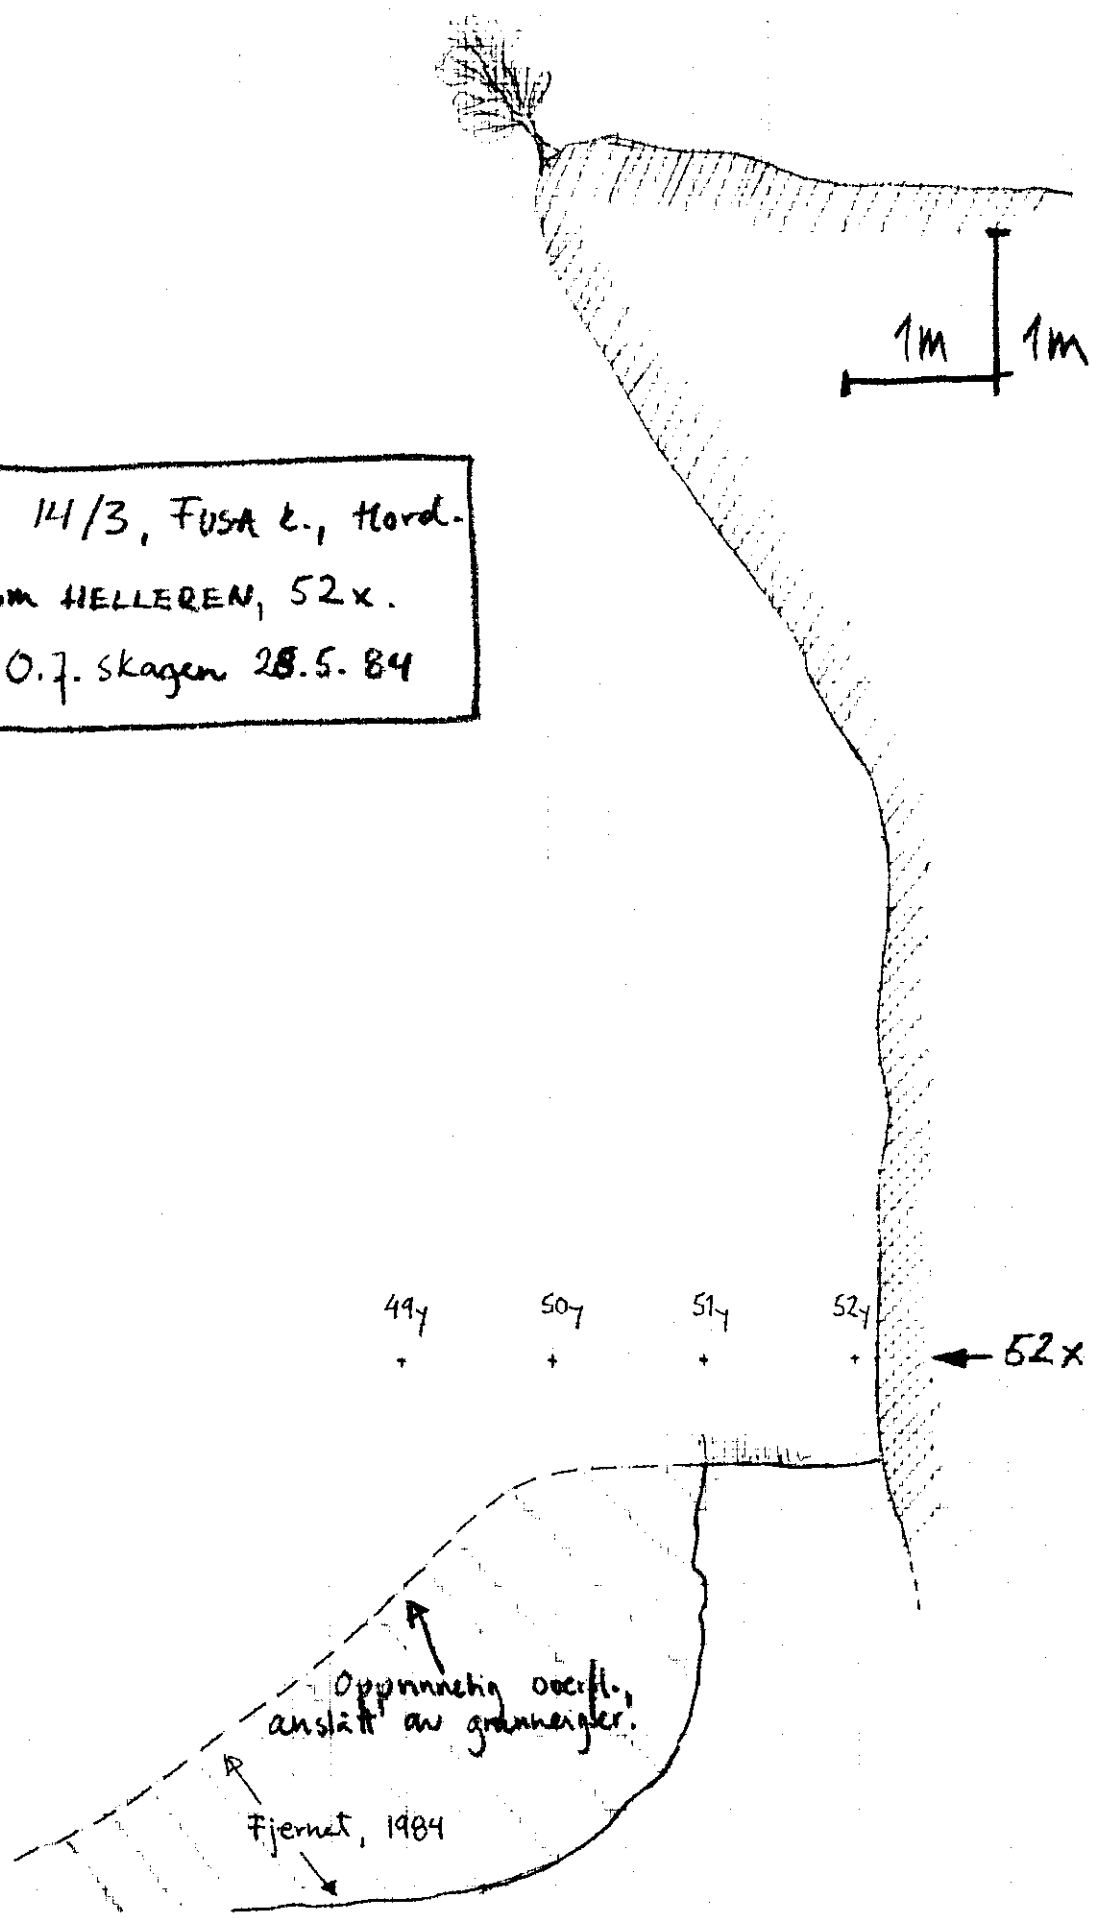 1m 1m
14/3, FUSA k., Hord.
HELLEREN, 52x.
O.J. Skagen 28.5.84
49y 50y 51y 52y
52x
Opprinnelig overfl.,
anslått av grunneier.
Fjernet, 1984